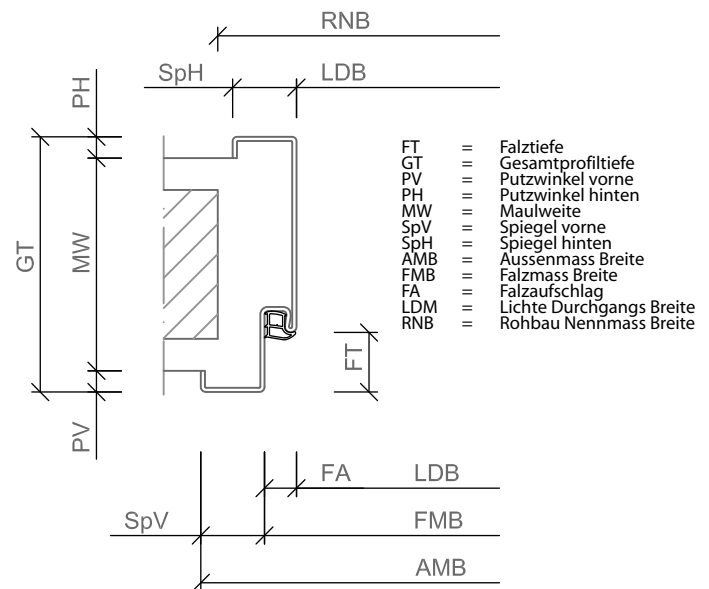 RNB
SpH LDB
PH
FT = Falztiefe
GT = Gesamtprofiltiefe
PV = Putzwinkel vorne
PH = Putzwinkel hinten
MW = Maulweite
SpV = Spiegel vorne
SpH = Spiegel hinten
AMB = Aussenmass Breite
FMB = Falzmass Breite
FA = Falzaufschlag
LDM = Lichte Durchgangs Breite
RNB = Rohbau Nennmass Breite
GT
MW
FT
PV
FA LDB
SpV FMB
AMB